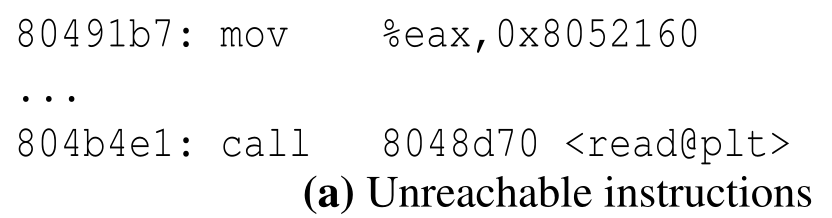 80491b7: mov %eax,0x8052160
...
804b4e1: call 8048d70 <read@plt>
(a) Unreachable instructions